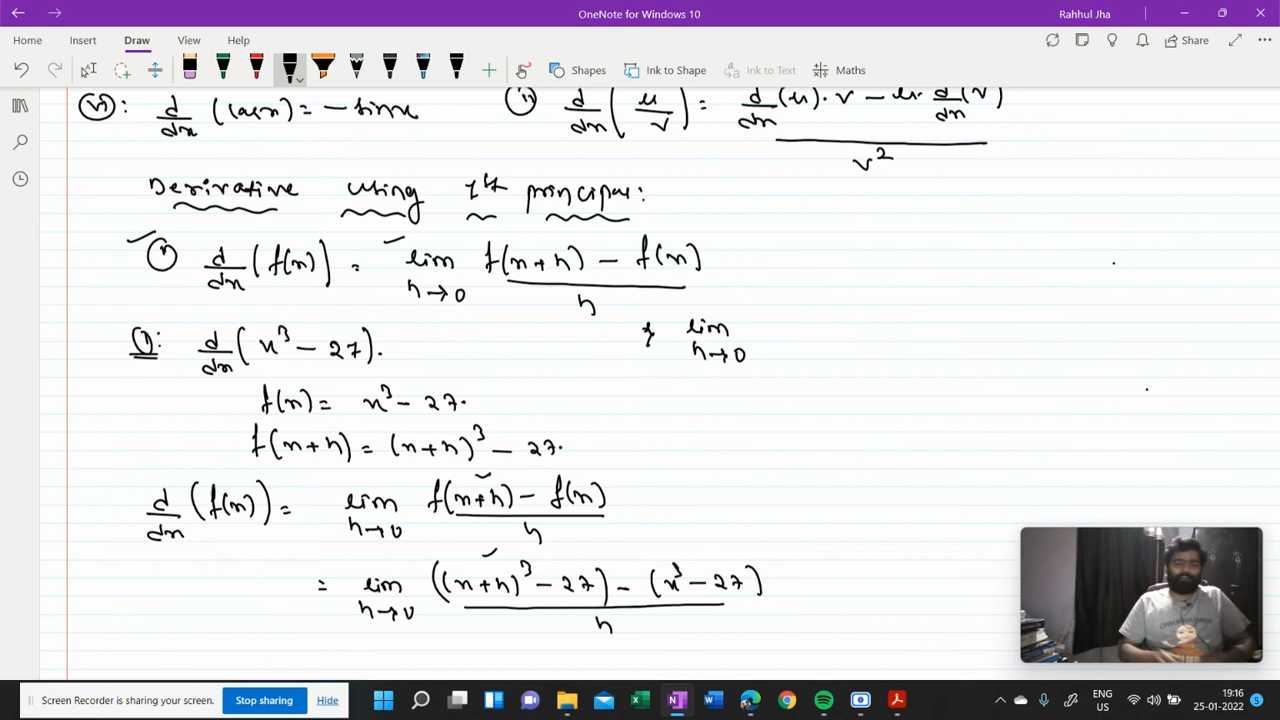 OneNote for Windows 10
Rahhul Jha
Home Insert Draw View Help
Share
Shapes Ink to Shape Ink to Text Maths
(vi): d/dx (cosx) = - sinx
d/dx (u/v) = (d/dx (u) · v - u · d/dx (v)) / v²
Derivative using 1st principal:
(i) d/dx (f(x)) = lim h→0 (f(x+h) - f(x)) / h
lim h→0
Q: d/dx (x³ - 27).
f(x) = x³ - 27.
f(x+h) = (x+h)³ - 27.
d/dx (f(x)) = lim h→0 (f(x+h) - f(x)) / h
= lim h→0 (((x+h)³ - 27) - (x³ - 27)) / h
Screen Recorder is sharing your screen. Stop sharing Hide
ENG US
19:16
25-01-2022